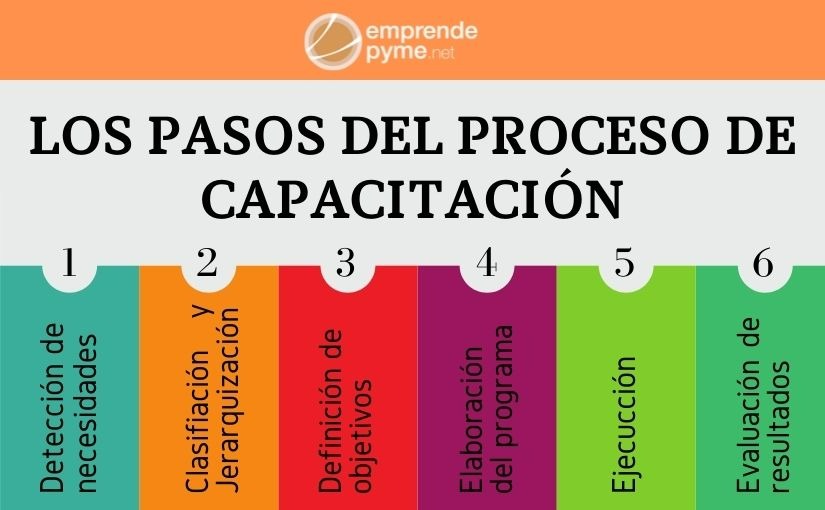 emprende
pyme.net
LOS PASOS DEL PROCESO DE
CAPACITACIÓN
1
Detección de
necesidades
2
Clasifiación y
Jerarquización
3
Definición de
objetivos
4
Elaboración
del programa
5
Ejecucción
6
Evaluación de
resultados